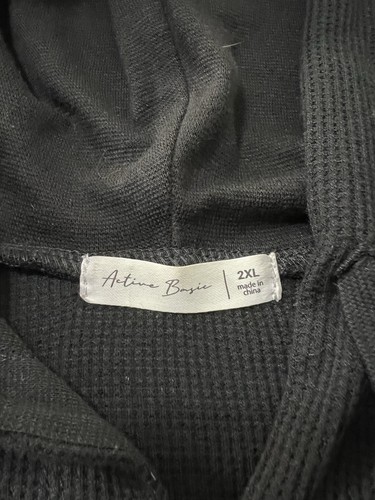 Active Basic | 2XL
made in
china